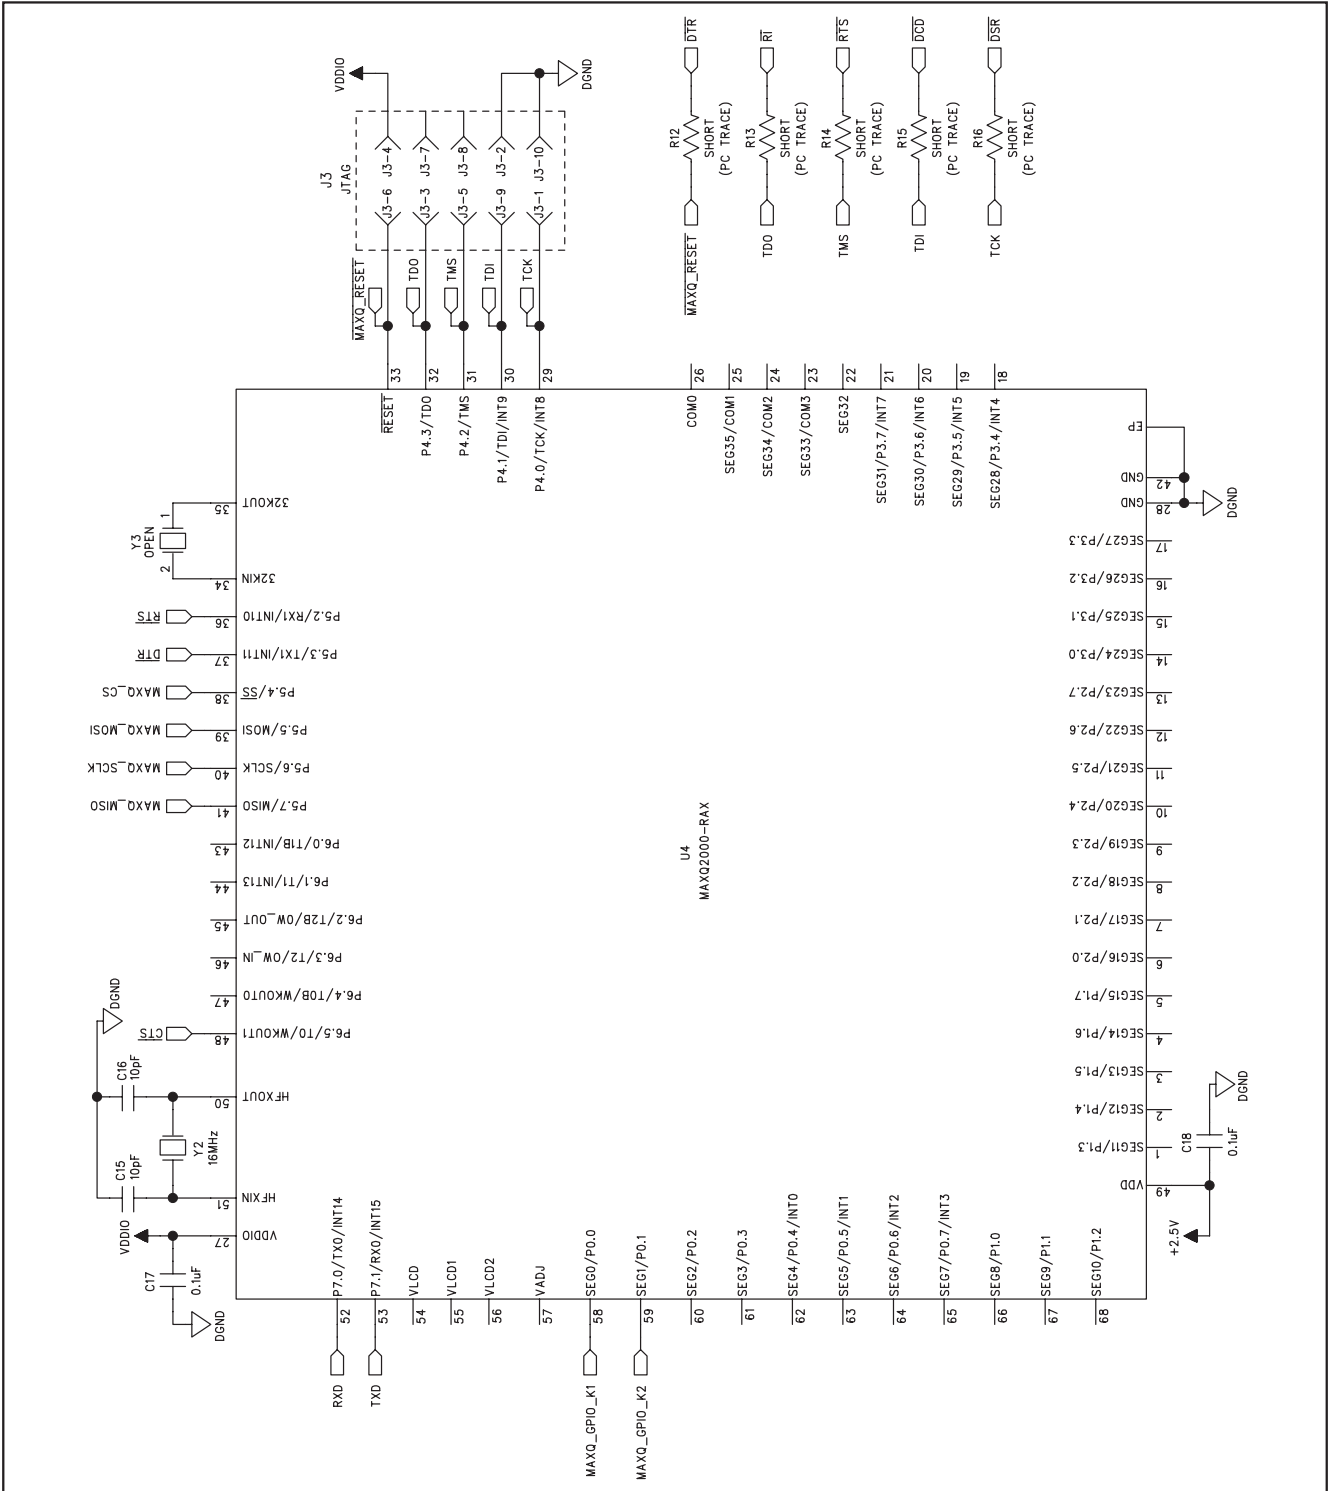 VDDIO
DGND
J3
JTAG
J3-6 J3-4
J3-3 J3-7
J3-5 J3-8
J3-9 J3-2
J3-1 J3-10
MAXQ_RESET
TDO
TMS
TDI
TCK
DTR
RI
RTS
DCD
DSR
R12
SHORT
(PC TRACE)
R13
SHORT
(PC TRACE)
R14
SHORT
(PC TRACE)
R15
SHORT
(PC TRACE)
R16
SHORT
(PC TRACE)
MAXQ_RESET
TDO
TMS
TDI
TCK
33
32
31
30
29
26
25
24
23
22
21
20
19
18
RESET
P4.3/TDO
P4.2/TMS
P4.1/TDI/INT9
P4.0/TCK/INT8
COM0
SEG35/COM1
SEG34/COM2
SEG33/COM3
SEG32
SEG31/P3.7/INT7
SEG30/P3.6/INT6
SEG29/P3.5/INT5
SEG28/P3.4/INT4
Y3
OPEN
1
2
35 32KOUT
34 32KIN
RTS 36 P5.2/RX1/INT10
DTR 37 P5.3/TX1/INT11
MAXQ_CS 38 P5.4/SS
MAXQ_MOSI 39 P5.5/MOSI
MAXQ_SCLK 40 P5.6/SCLK
MAXQ_MISO 41 P5.7/MISO
43 P6.0/T1B/INT12
44 P6.1/T1/INT13
45 P6.2/T2B/OW_OUT
46 P6.3/T2/OW_IN
47 P6.4/T0B/WKOUT0
CTS 48 P6.5/T0/WKOUT1
50 HFXOUT
51 HFXIN
27 VDDIO
DGND
C16
10pF
Y2
16MHz
C15
10pF
VDDIO
C17
0.1uF
DGND
U4
MAXQ2000-RAX
EP
GND 42
GND 28
DGND
SEG27/P3.3 17
SEG26/P3.2 16
SEG25/P3.1 15
SEG24/P3.0 14
SEG23/P2.7 13
SEG22/P2.6 12
SEG21/P2.5 11
SEG20/P2.4 10
SEG19/P2.3 9
SEG18/P2.2 8
SEG17/P2.1 7
SEG16/P2.0 6
SEG15/P1.7 5
SEG14/P1.6 4
SEG13/P1.5 3
SEG12/P1.4 2
SEG11/P1.3 1
VDD 49
C18
0.1uF
DGND
+2.5V
P7.0/TX0/INT14
P7.1/RX0/INT15
VLCD
VLCD1
VLCD2
VADJ
SEG0/P0.0
SEG1/P0.1
SEG2/P0.2
SEG3/P0.3
SEG4/P0.4/INT0
SEG5/P0.5/INT1
SEG6/P0.6/INT2
SEG7/P0.7/INT3
SEG8/P1.0
SEG9/P1.1
SEG10/P1.2
52
53
54
55
56
57
58
59
60
61
62
63
64
65
66
67
68
RXD
TXD
MAXQ_GPIO_K1
MAXQ_GPIO_K2